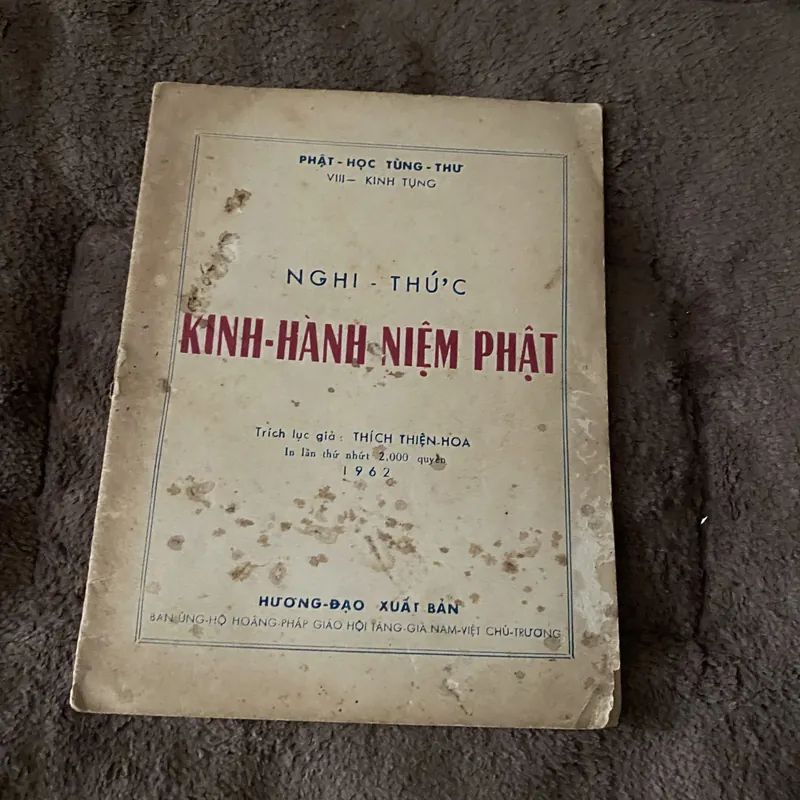 PHẬT - HỌC TÙNG - THƯ
VIII — KINH TỤNG
NGHI - THỨC
KINH-HÀNH NIỆM PHẬT
Trích lục giả : THÍCH THIỆN-HOA
In lần thứ nhứt 2.000 quyển
1962
HƯƠNG-ĐẠO XUẤT BẢN
BAN ỦNG-HỘ HOẰNG-PHÁP GIÁO HỘI TĂNG-GIÀ NAM-VIỆT CHỦ-TRƯƠNG